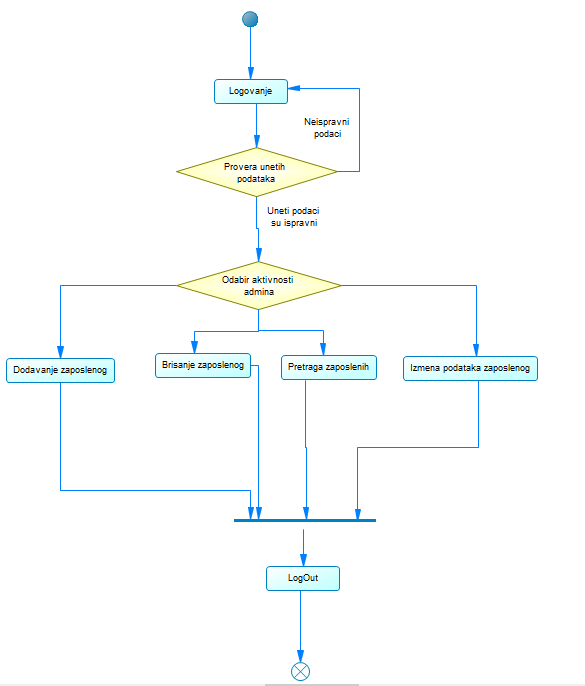 Logovanje
Neispravni
podaci
Provera unetih
podataka
Uneti podaci
su ispravni
Odabir aktivnosti
admina
Dodavanje zaposlenog
Brisanje zaposlenog
Pretraga zaposlenih
Izmena podataka zaposlenog
LogOut